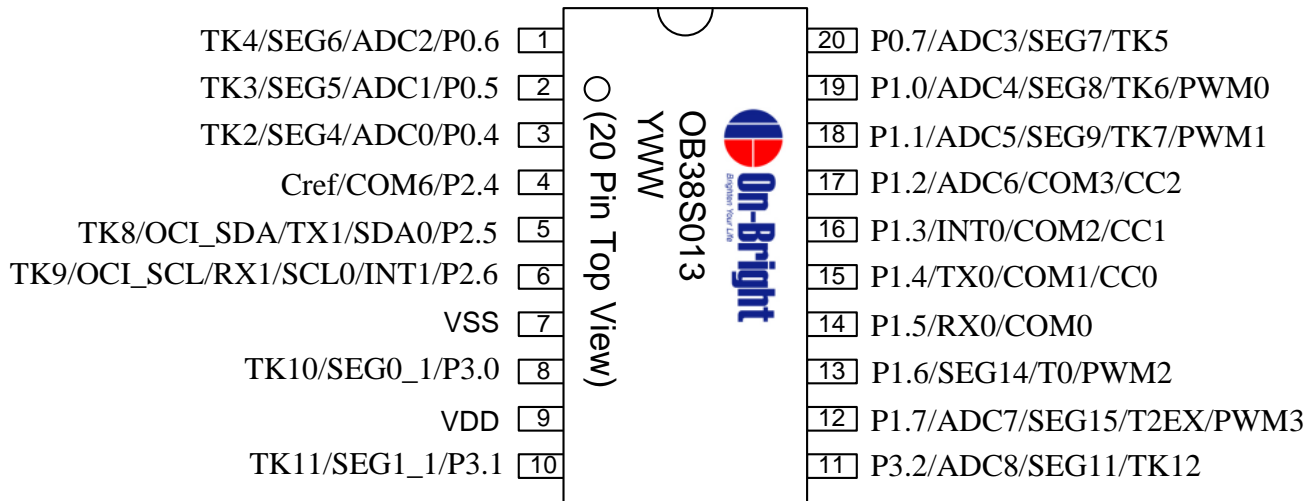 TK4/SEG6/ADC2/P0.6 1
TK3/SEG5/ADC1/P0.5 2
TK2/SEG4/ADC0/P0.4 3
Cref/COM6/P2.4 4
TK8/OCI_SDA/TX1/SDA0/P2.5 5
TK9/OCI_SCL/RX1/SCL0/INT1/P2.6 6
VSS 7
TK10/SEG0_1/P3.0 8
VDD 9
TK11/SEG1_1/P3.1 10
On-Bright
Brighten Your Life
OB38S013
YWW
(20 Pin Top View)
20 P0.7/ADC3/SEG7/TK5
19 P1.0/ADC4/SEG8/TK6/PWM0
18 P1.1/ADC5/SEG9/TK7/PWM1
17 P1.2/ADC6/COM3/CC2
16 P1.3/INT0/COM2/CC1
15 P1.4/TX0/COM1/CC0
14 P1.5/RX0/COM0
13 P1.6/SEG14/T0/PWM2
12 P1.7/ADC7/SEG15/T2EX/PWM3
11 P3.2/ADC8/SEG11/TK12